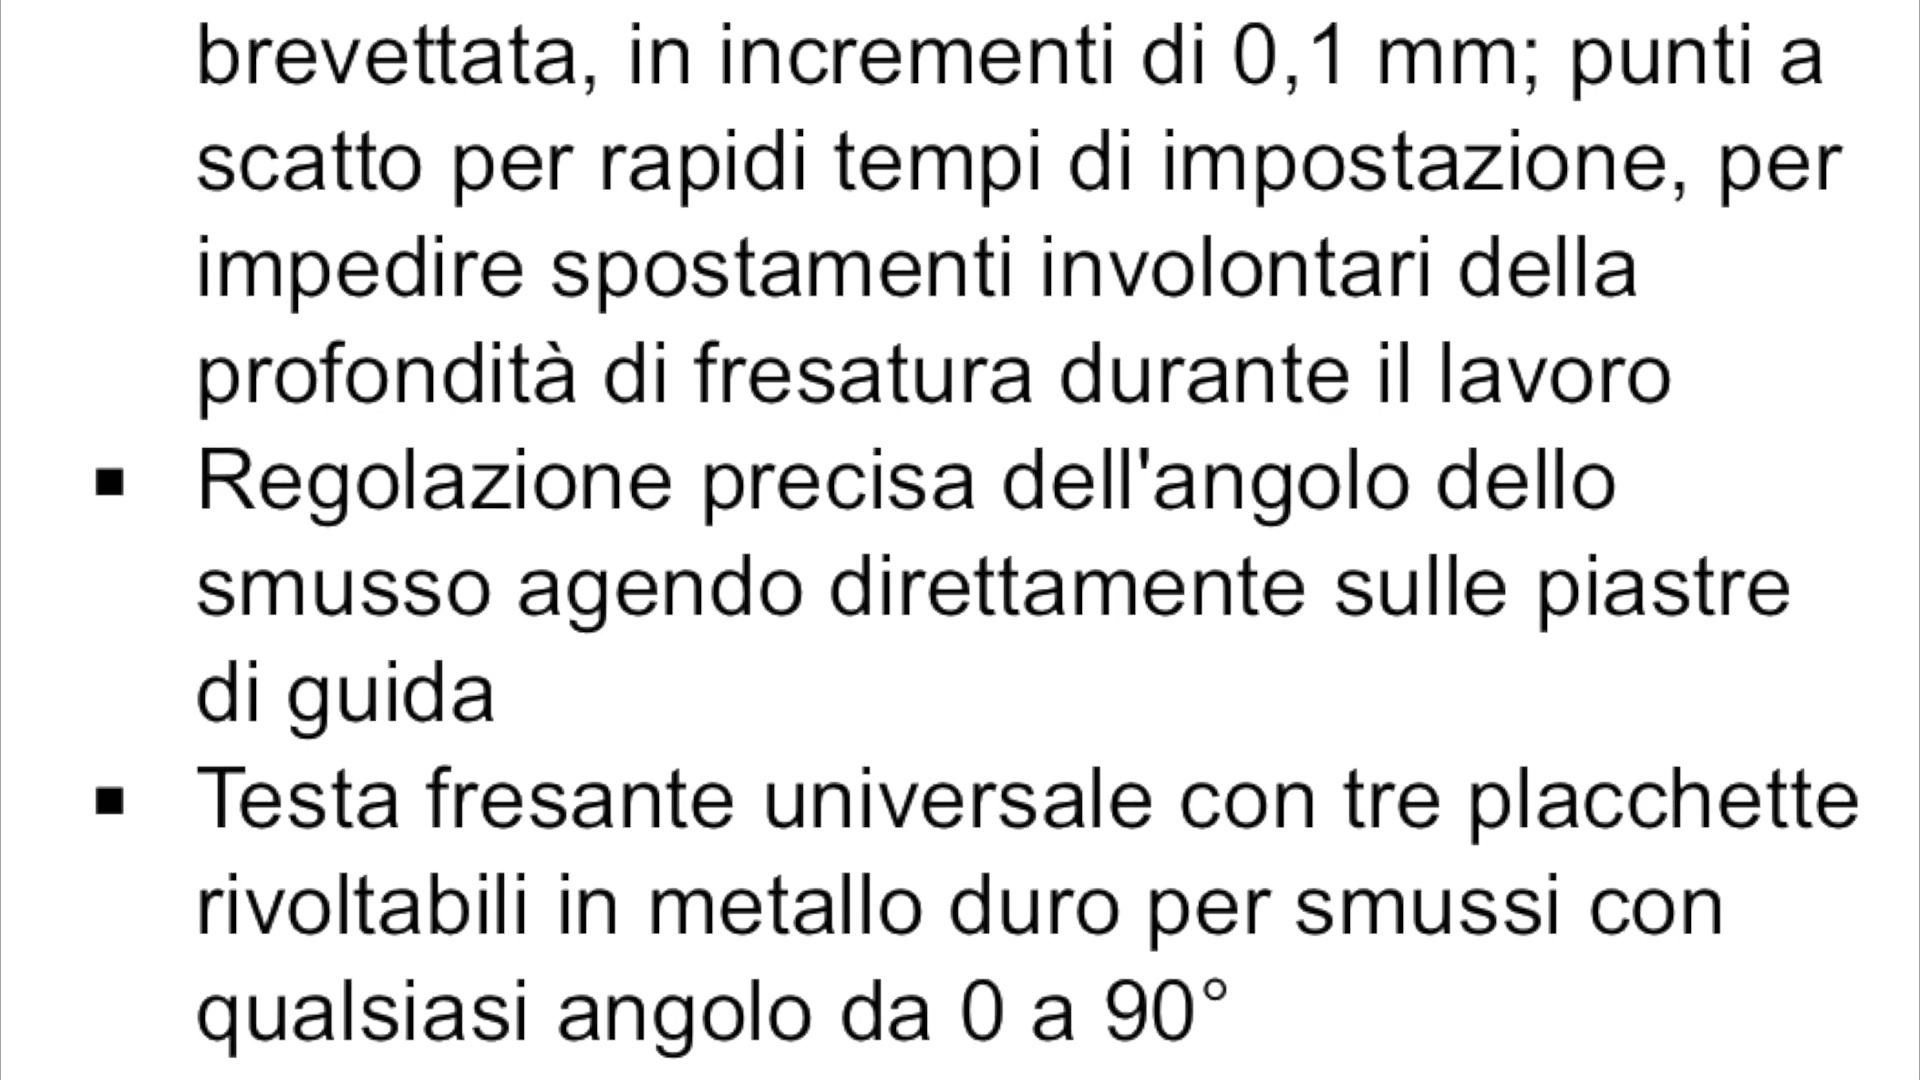 brevettata, in incrementi di 0,1 mm; punti a
scatto per rapidi tempi di impostazione, per
impedire spostamenti involontari della
profondità di fresatura durante il lavoro
▪ Regolazione precisa dell'angolo dello
smusso agendo direttamente sulle piastre
di guida
▪ Testa fresante universale con tre placchette
rivoltabili in metallo duro per smussi con
qualsiasi angolo da 0 a 90°